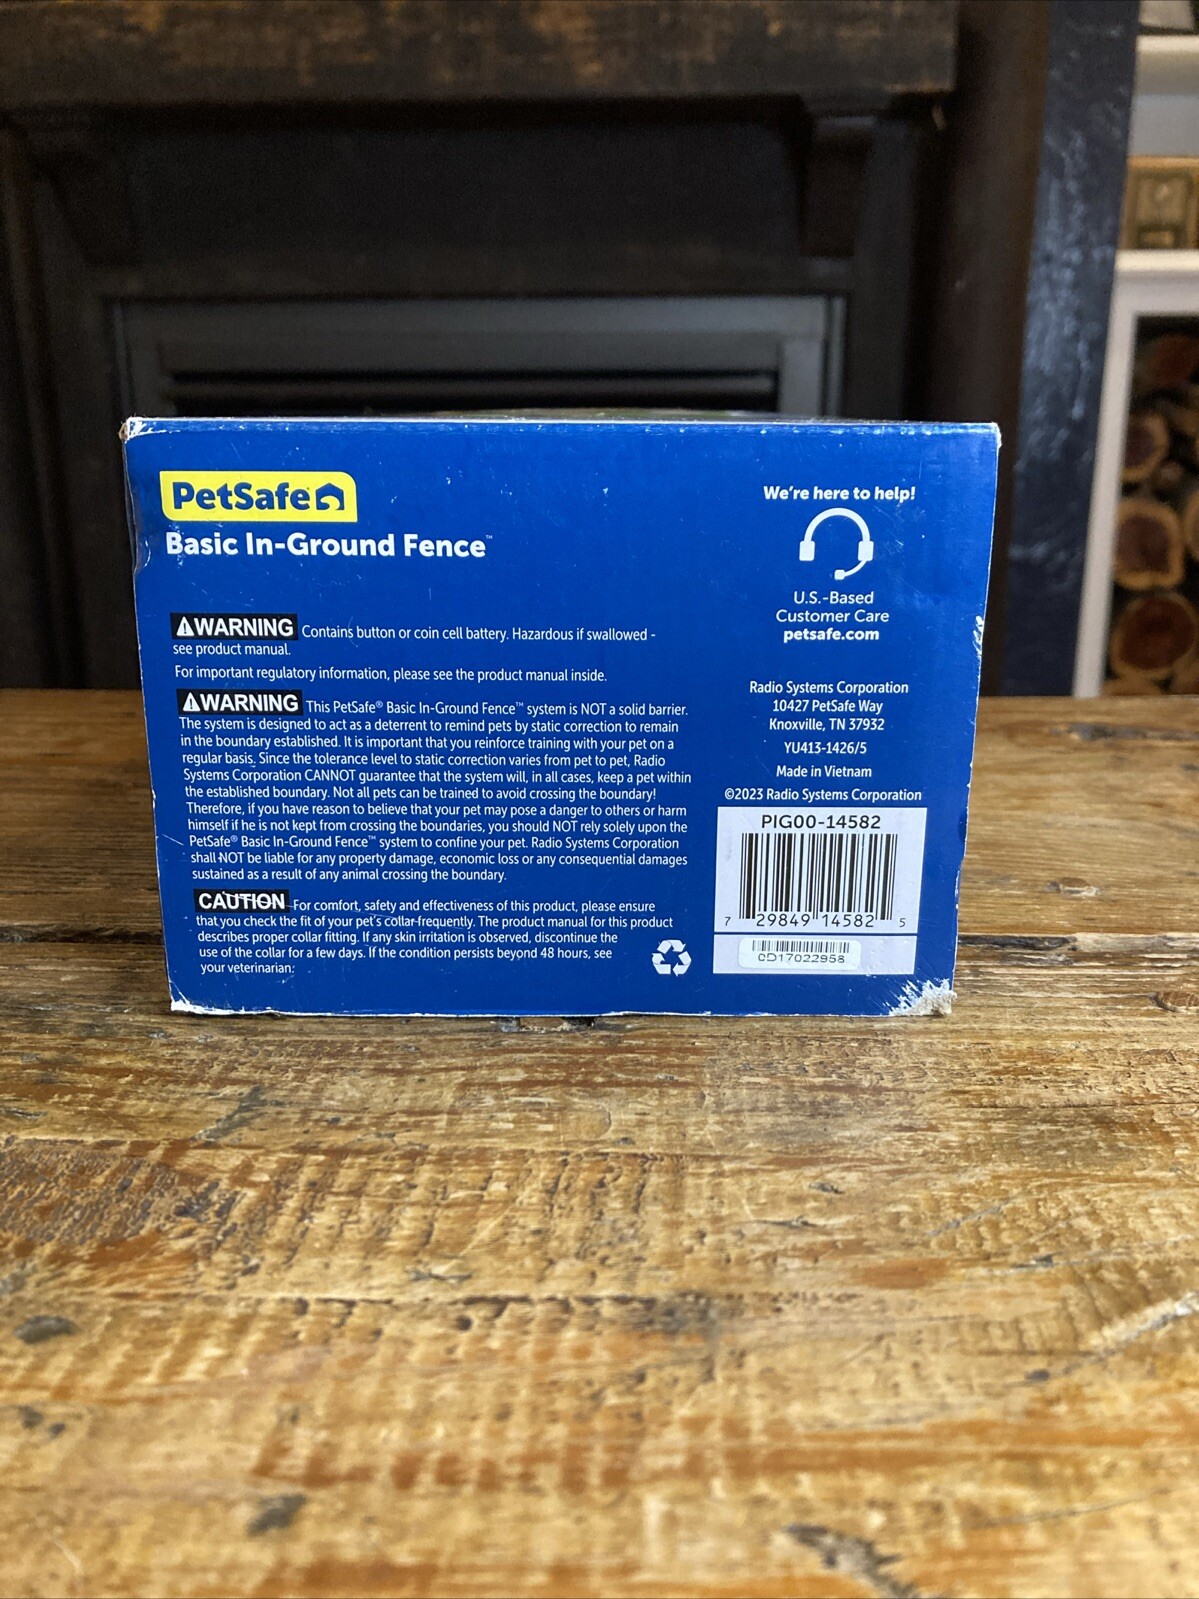 PetSafe®
Basic In-Ground Fence™
WARNING Contains button or coin cell battery. Hazardous if swallowed -
see product manual.
For important regulatory information, please see the product manual inside.
WARNING This PetSafe® Basic In-Ground Fence™ system is NOT a solid barrier.
The system is designed to act as a deterrent to remind pets by static correction to remain
in the boundary established. It is important that you reinforce training with your pet on a
regular basis. Since the tolerance level to static correction varies from pet to pet, Radio
Systems Corporation CANNOT guarantee that the system will, in all cases, keep a pet within
the established boundary. Not all pets can be trained to avoid crossing the boundary!
Therefore, if you have reason to believe that your pet may pose a danger to others or harm
himself if he is not kept from crossing the boundaries, you should NOT rely solely upon the
PetSafe® Basic In-Ground Fence™ system to confine your pet. Radio Systems Corporation
shall NOT be liable for any property damage, economic loss or any consequential damages
sustained as a result of any animal crossing the boundary.
CAUTION For comfort, safety and effectiveness of this product, please ensure
that you check the fit of your pet's collar frequently. The product manual for this product
describes proper collar fitting. If any skin irritation is observed, discontinue the
use of the collar for a few days. If the condition persists beyond 48 hours, see
your veterinarian.
We're here to help!
U.S.-Based
Customer Care
petsafe.com
Radio Systems Corporation
10427 PetSafe Way
Knoxville, TN 37932
YU413-1426/5
Made in Vietnam
©2023 Radio Systems Corporation
PIG00-14582
7 29849 14582 5
0D17022958